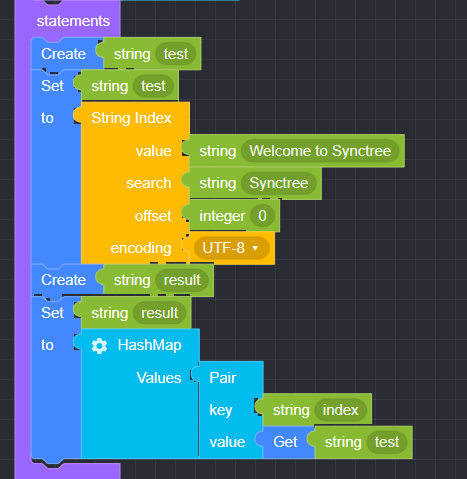 statements
Create string test
Set string test
to String Index
value string Welcome to Synctree
search string Synctree
offset integer 0
encoding UTF-8
Create string result
Set string result
to HashMap
Values Pair
key string index
value Get string test